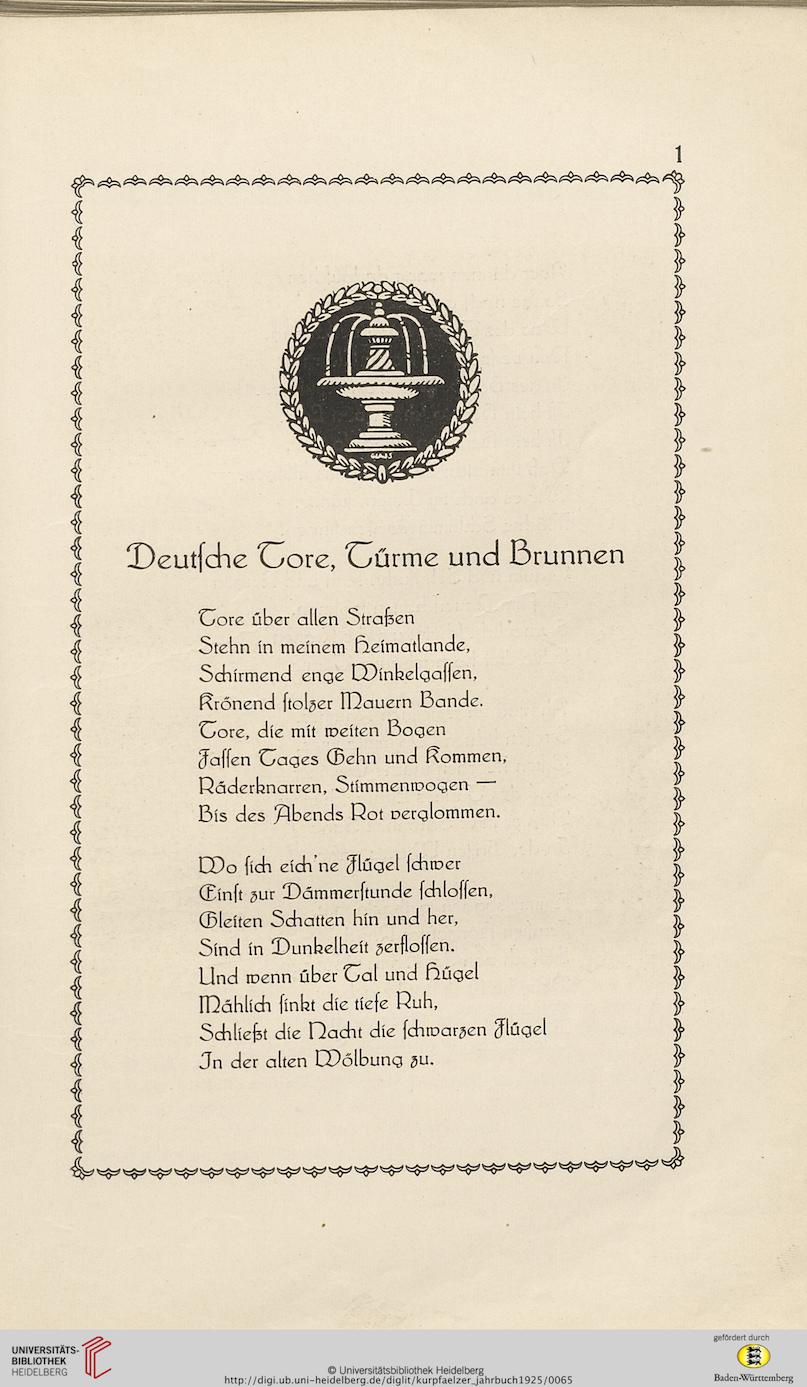 1
Deutſche Tore, Türme und Brunnen
Tore über allen Straßen
Stehn in meinem Heimatlande,
Schirmend enge Winkelgaſſen,
Krönend ſtolzer Mauern Bande.
Tore, die mit weiten Bogen
Faſſen Tages Gehn und Kommen,
Räderknarren, Stimmenwogen —
Bis des Abends Rot verglommen.
Wo ſich eich'ne Flügel ſchwer
Einſt zur Dämmerſtunde ſchloſſen,
Gleiten Schatten hin und her,
Sind in Dunkelheit zerfloſſen.
Und wenn über Tal und Hügel
Mählich ſinkt die tiefe Ruh,
Schließt die Nacht die ſchwarzen Flügel
In der alten Wölbung zu.
UNIVERSITÄTS-
BIBLIOTHEK
HEIDELBERG
© Universitätsbibliothek Heidelberg
http://digi.ub.uni-heidelberg.de/diglit/kurpfaelzer_jahrbuch1925/0065
gefördert durch
Baden-Württemberg